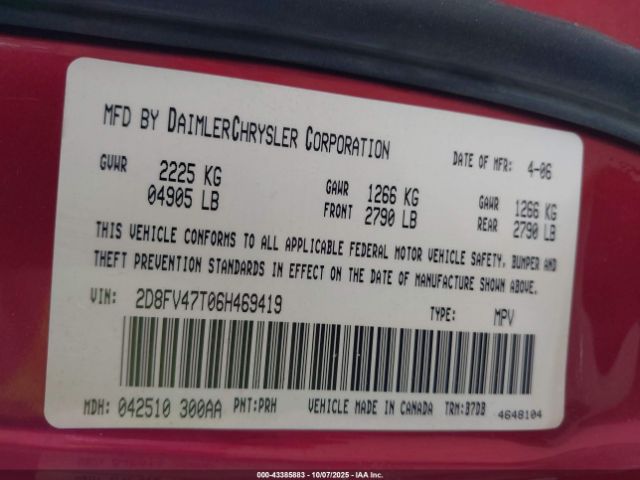 MFD BY DAIMLERCHRYSLER CORPORATION
DATE OF MFR: 4-06
GVWR 2225 KG 04905 LB
GAWR FRONT 1266 KG 2790 LB
GAWR REAR 1266 KG 2790 LB
THIS VEHICLE CONFORMS TO ALL APPLICABLE FEDERAL MOTOR VEHICLE SAFETY, BUMPER AND
THEFT PREVENTION STANDARDS IN EFFECT ON THE DATE OF MANUFACTURE SHOWN ABOVE.
VIN: 2D8FV47T06H469419 TYPE: MPV
MDH: 042510 300AA PNT:PRH VEHICLE MADE IN CANADA TRM:B7DB 4648104
000-43385883 - 10/07/2025 - IAA Inc.